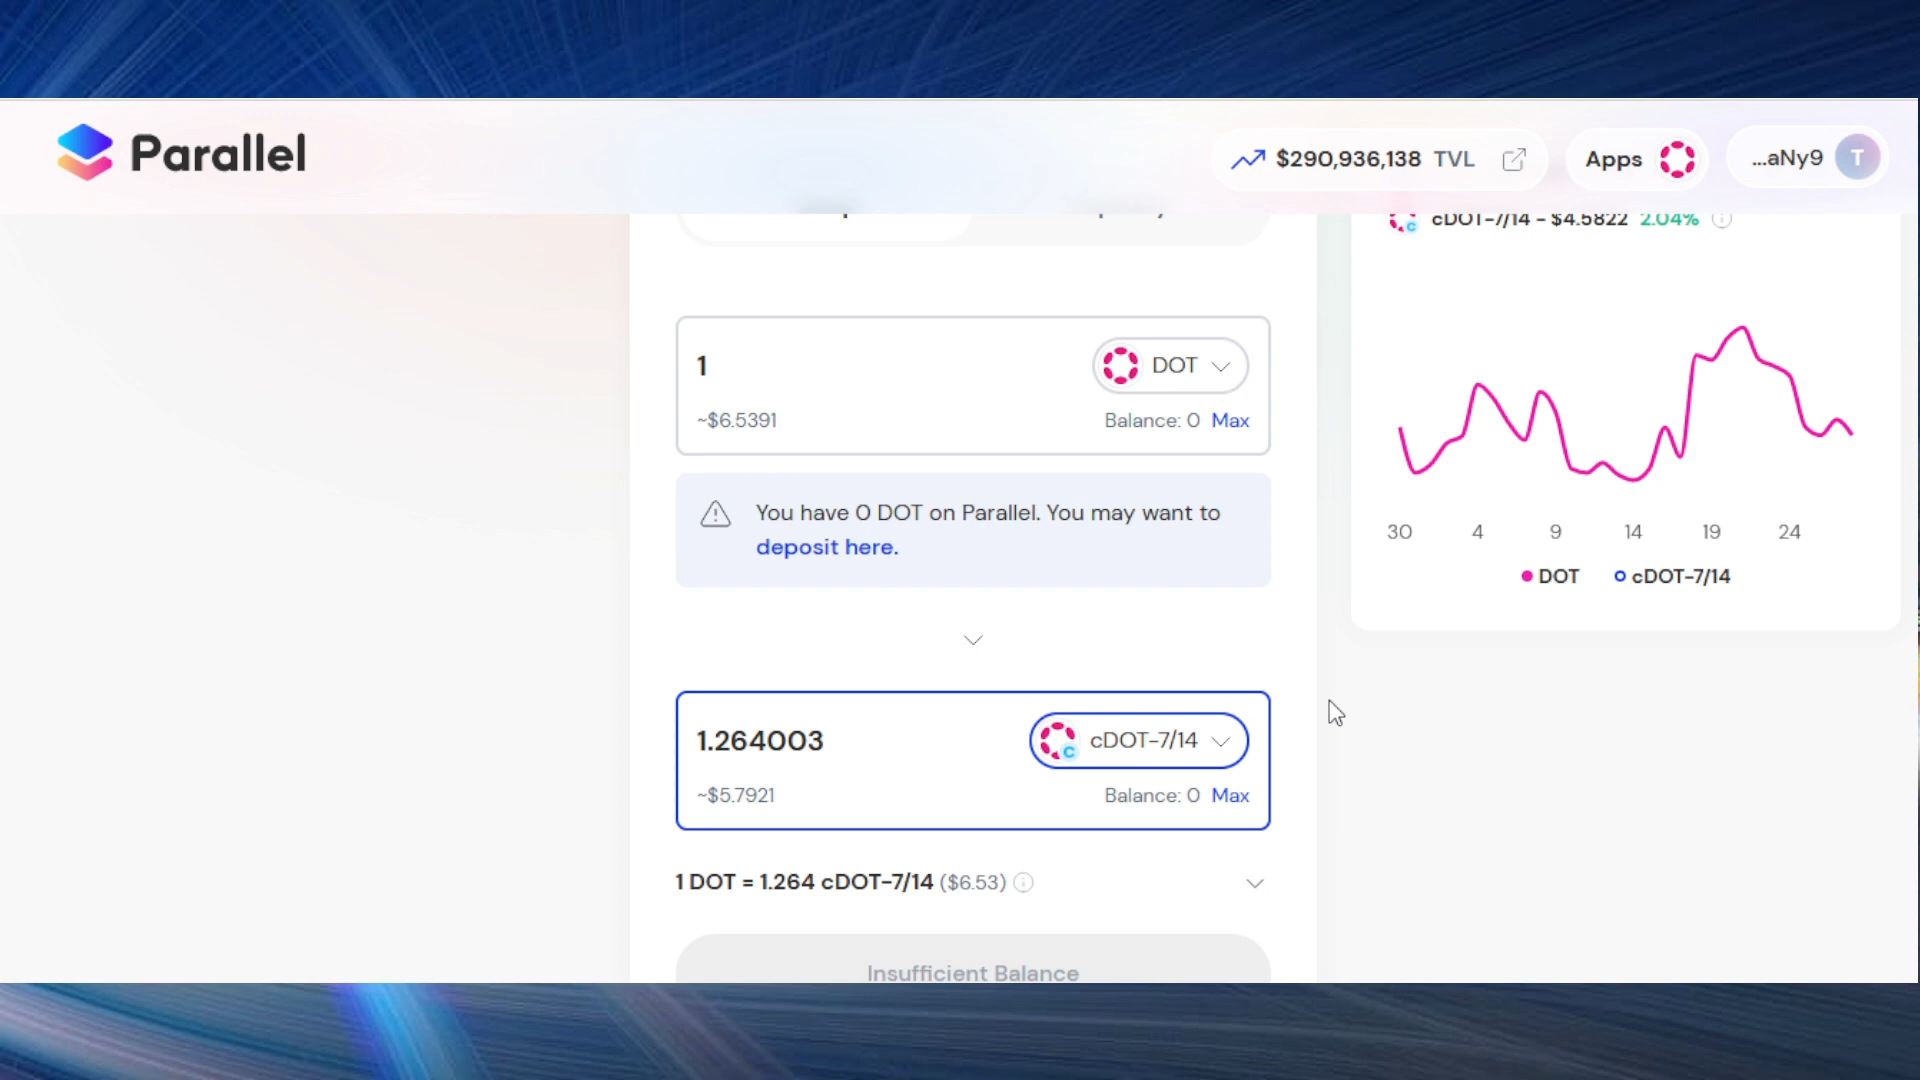 Parallel
$290,936,138 TVL
Apps
...aNy9
T
cDOT-7/14 - $4.5822 2.04%
1
DOT
~$6.5391
Balance: 0 Max
You have 0 DOT on Parallel. You may want to
deposit here.
30 4 9 14 19 24
DOT cDOT-7/14
1.264003
C
cDOT-7/14
~$5.7921
Balance: 0 Max
1 DOT = 1.264 cDOT-7/14 ($6.53)
Insufficient Balance